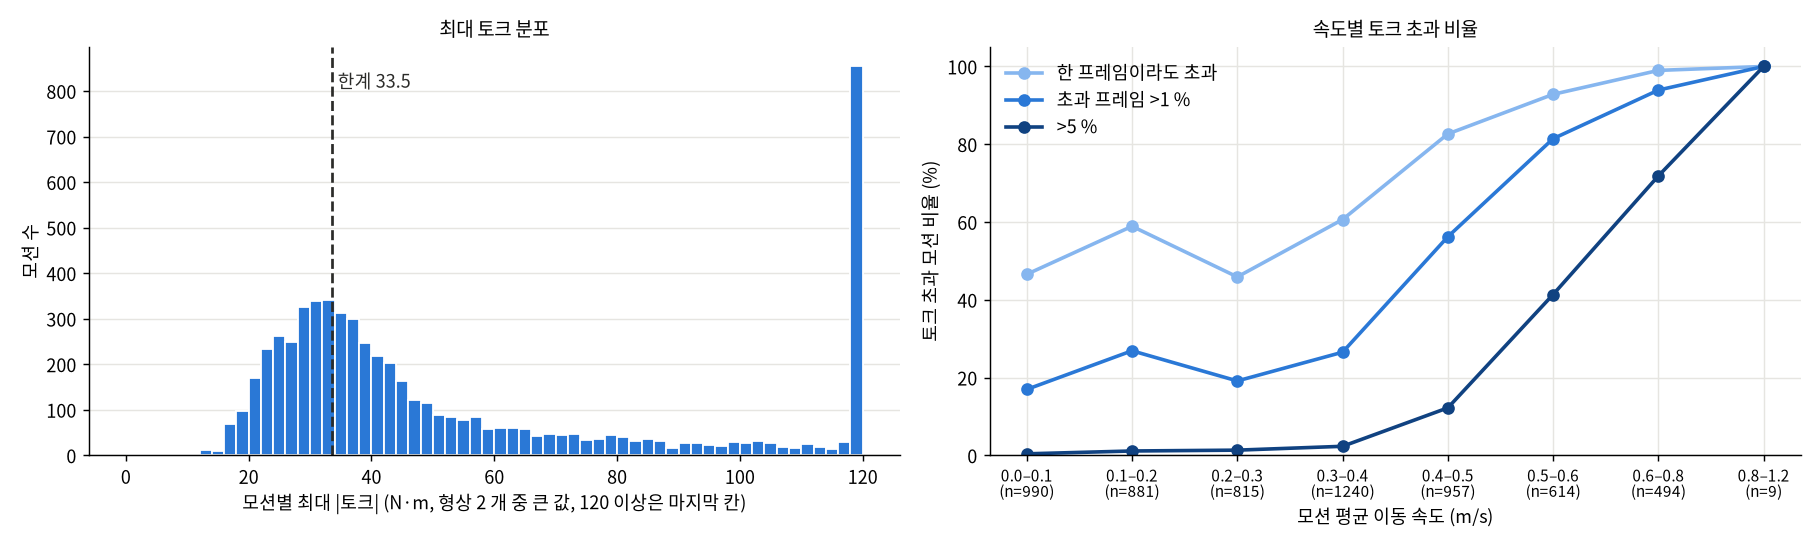 최대 토크 분포
한계 33.5
모션 수
800
700
600
500
400
300
200
100
0
0 20 40 60 80 100 120
모션별 최대 |토크| (N·m, 형상 2 개 중 큰 값, 120 이상은 마지막 칸)
속도별 토크 초과 비율
한 프레임이라도 초과
초과 프레임 >1 %
>5 %
토크 초과 모션 비율 (%)
100
80
60
40
20
0
0.0–0.1 0.1–0.2 0.2–0.3 0.3–0.4 0.4–0.5 0.5–0.6 0.6–0.8 0.8–1.2
(n=990) (n=881) (n=815) (n=1240) (n=957) (n=614) (n=494) (n=9)
모션 평균 이동 속도 (m/s)